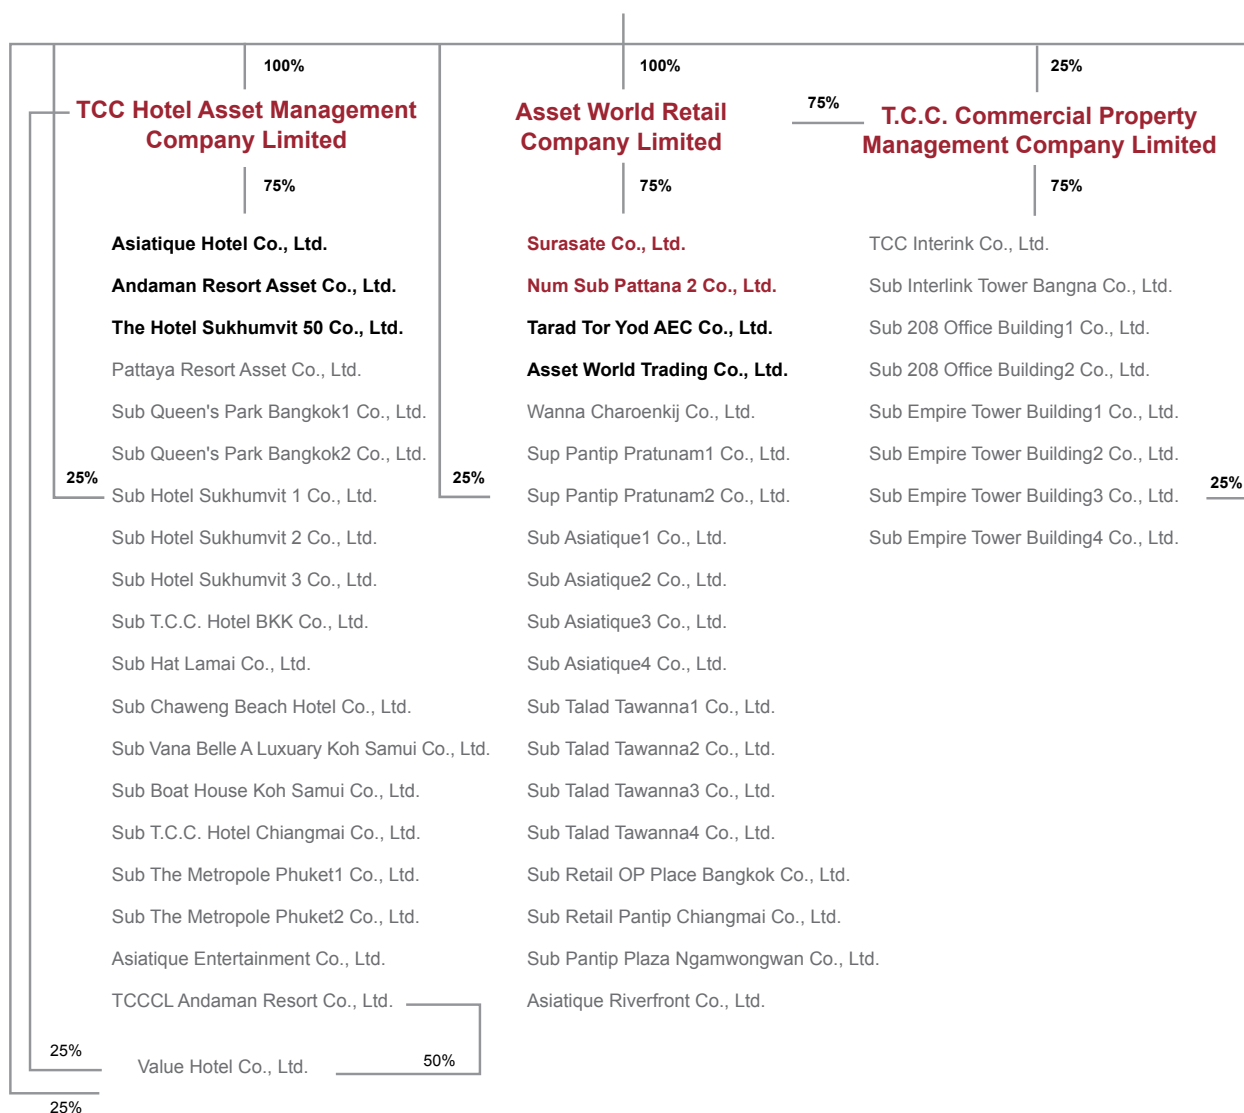 100%
100%
25%
TCC Hotel Asset Management
Company Limited
Asset World Retail
Company Limited
75%
T.C.C. Commercial Property
Management Company Limited
75%
75%
75%
Asiatique Hotel Co., Ltd.
Andaman Resort Asset Co., Ltd.
The Hotel Sukhumvit 50 Co., Ltd.
Pattaya Resort Asset Co., Ltd.
Sub Queen's Park Bangkok1 Co., Ltd.
Sub Queen's Park Bangkok2 Co., Ltd.
25%
Sub Hotel Sukhumvit 1 Co., Ltd.
Sub Hotel Sukhumvit 2 Co., Ltd.
Sub Hotel Sukhumvit 3 Co., Ltd.
Sub T.C.C. Hotel BKK Co., Ltd.
Sub Hat Lamai Co., Ltd.
Sub Chaweng Beach Hotel Co., Ltd.
Sub Vana Belle A Luxuary Koh Samui Co., Ltd.
Sub Boat House Koh Samui Co., Ltd.
Sub T.C.C. Hotel Chiangmai Co., Ltd.
Sub The Metropole Phuket1 Co., Ltd.
Sub The Metropole Phuket2 Co., Ltd.
Asiatique Entertainment Co., Ltd.
TCCCL Andaman Resort Co., Ltd.
25%
Value Hotel Co., Ltd.
50%
25%
Surasate Co., Ltd.
Num Sub Pattana 2 Co., Ltd.
Tarad Tor Yod AEC Co., Ltd.
Asset World Trading Co., Ltd.
Wanna Charoenkij Co., Ltd.
Sup Pantip Pratunam1 Co., Ltd.
25%
Sup Pantip Pratunam2 Co., Ltd.
Sub Asiatique1 Co., Ltd.
Sub Asiatique2 Co., Ltd.
Sub Asiatique3 Co., Ltd.
Sub Asiatique4 Co., Ltd.
Sub Talad Tawanna1 Co., Ltd.
Sub Talad Tawanna2 Co., Ltd.
Sub Talad Tawanna3 Co., Ltd.
Sub Talad Tawanna4 Co., Ltd.
Sub Retail OP Place Bangkok Co., Ltd.
Sub Retail Pantip Chiangmai Co., Ltd.
Sub Pantip Plaza Ngamwongwan Co., Ltd.
Asiatique Riverfront Co., Ltd.
TCC Interink Co., Ltd.
Sub Interlink Tower Bangna Co., Ltd.
Sub 208 Office Building1 Co., Ltd.
Sub 208 Office Building2 Co., Ltd.
Sub Empire Tower Building1 Co., Ltd.
Sub Empire Tower Building2 Co., Ltd.
Sub Empire Tower Building3 Co., Ltd.
25%
Sub Empire Tower Building4 Co., Ltd.